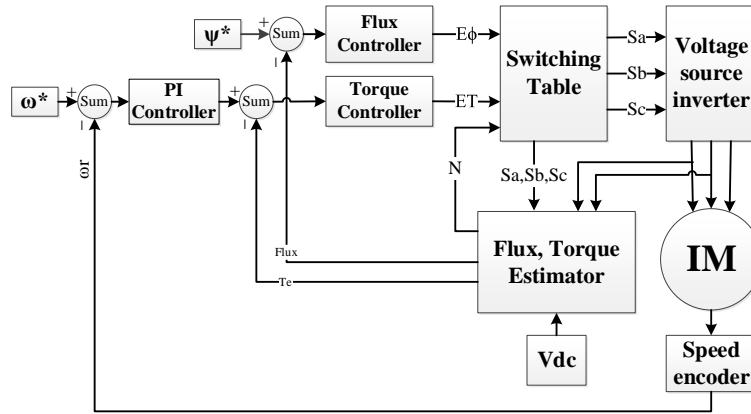 ψ*
+
Sum
−
Flux
Controller
Eϕ
Switching
Table
Sa
Sb
Sc
Voltage
source
inverter
ω*
+
Sum
−
PI
Controller
+
Sum
−
Torque
Controller
ET
ωr
N
Sa,Sb,Sc
Flux
Te
Flux, Torque
Estimator
IM
Vdc
Speed
encoder